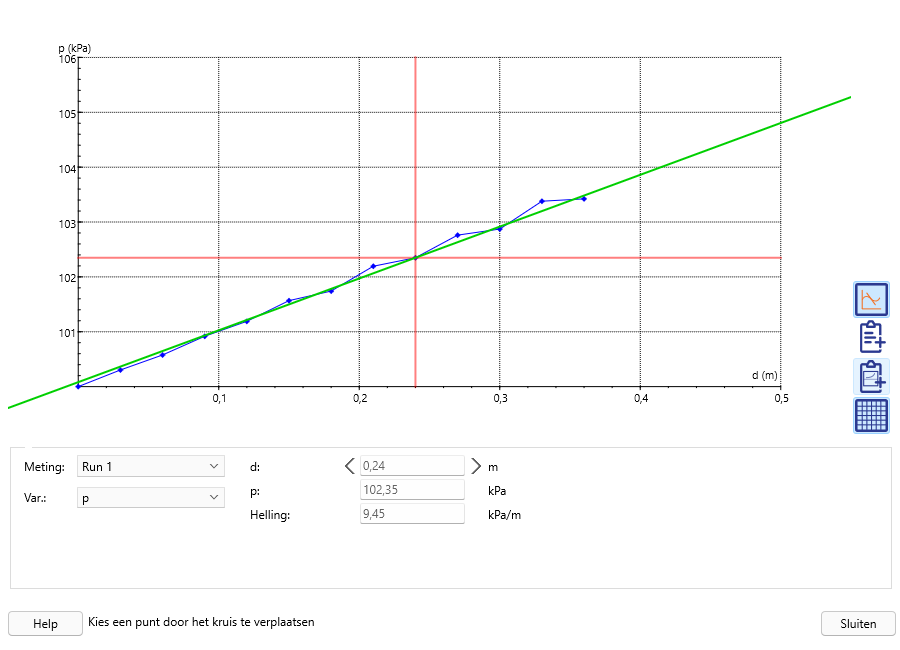 p (kPa)
106
105
104
103
102
101
d (m)
0,1 0,2 0,3 0,4 0,5
Meting: Run 1 d: 0,24 m
Var.: p p: 102,35 kPa
Helling: 9,45 kPa/m
Help Kies een punt door het kruis te verplaatsen Sluiten